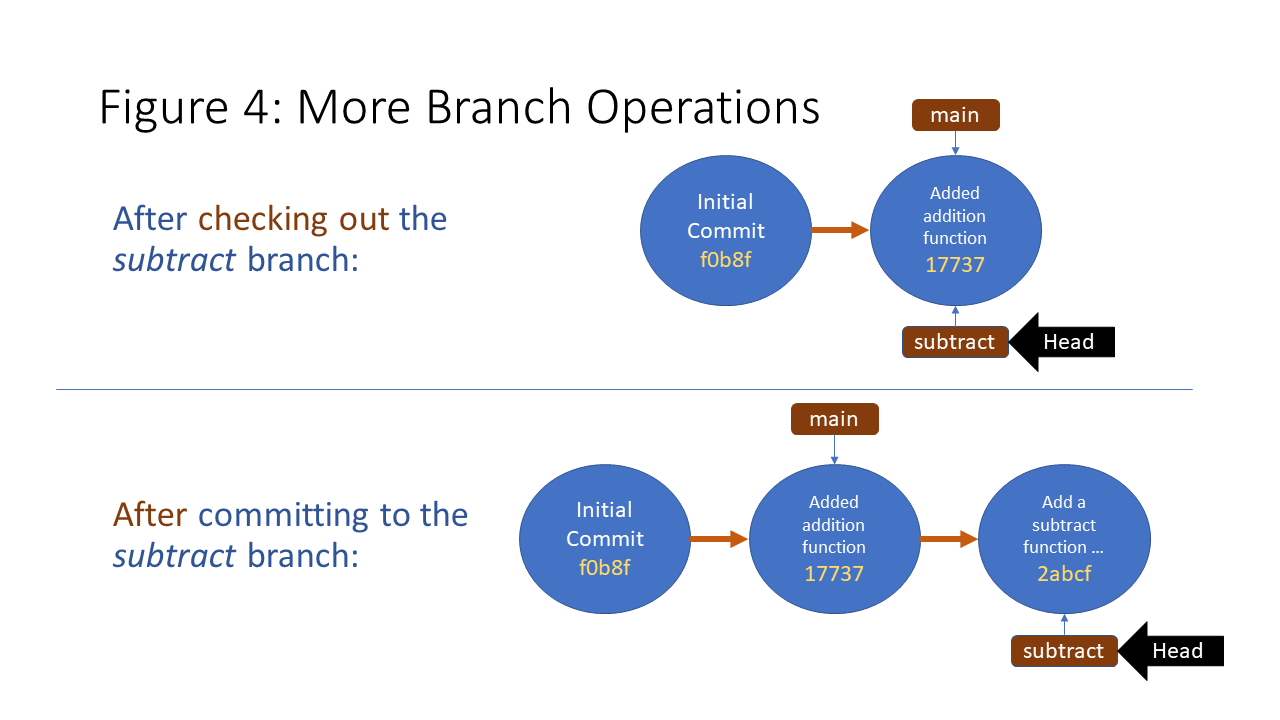 Figure 4: More Branch Operations
main
After checking out the
subtract branch:
Initial
Commit
f0b8f
Added
addition
function
17737
subtract
Head
main
After committing to the
subtract branch:
Initial
Commit
f0b8f
Added
addition
function
17737
Add a
subtract
function ...
2abcf
subtract
Head